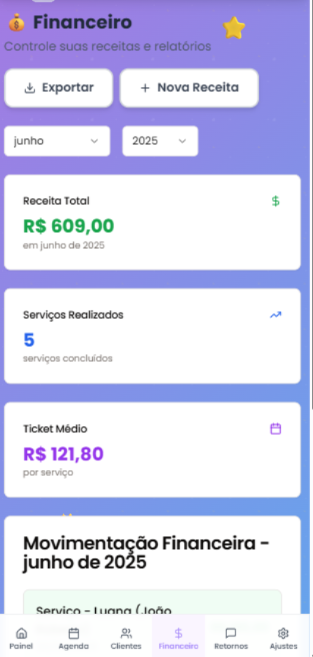 Financeiro
Controle suas receitas e relatórios
Exportar
+ Nova Receita
junho
2025
Receita Total
$
R$ 609,00
em junho de 2025
Serviços Realizados
5
serviços concluídos
Ticket Médio
R$ 121,80
por serviço
Movimentação Financeira -
junho de 2025
Serviço - Luana (João
Painel
Agenda
Clientes
$
Financeiro
Retornos
Ajustes